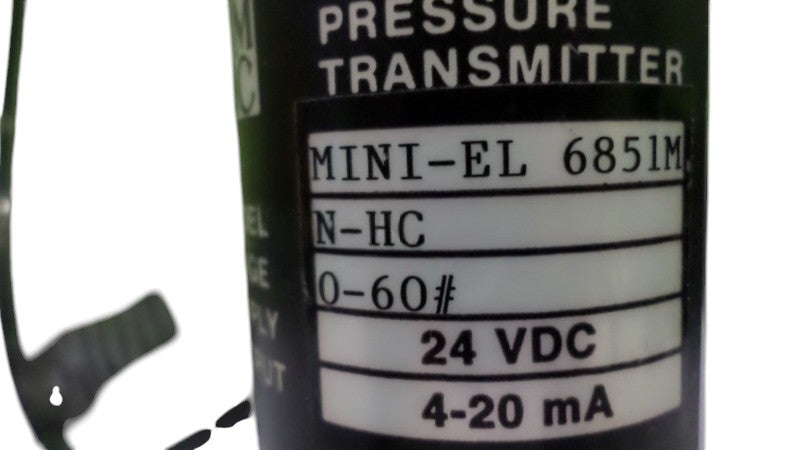 M
C
PRESSURE
TRANSMITTER
MINI-EL 6851M
N-HC
0-60#
24 VDC
4-20 mA